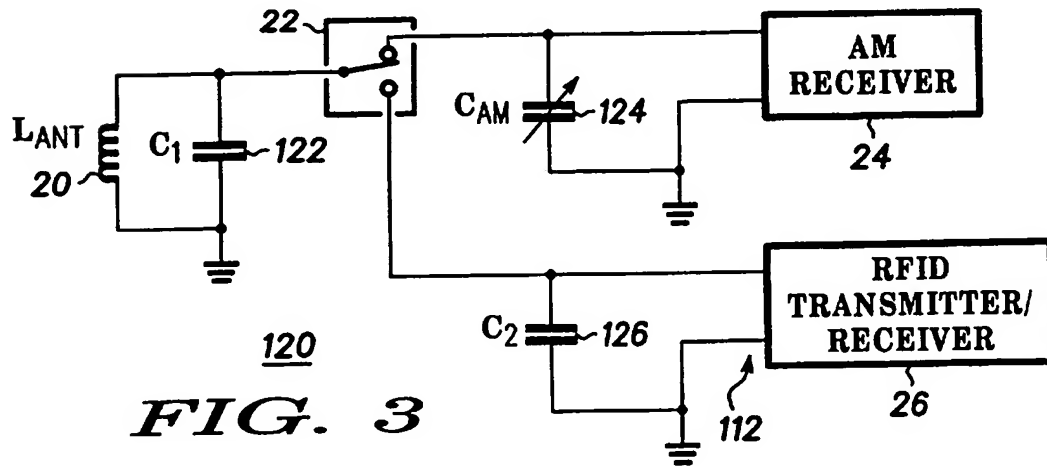 22
AM
RECEIVER
24
CAM
124
LANT
20
C1
122
C2
126
RFID
TRANSMITTER/
RECEIVER
26
112
120
FIG. 3